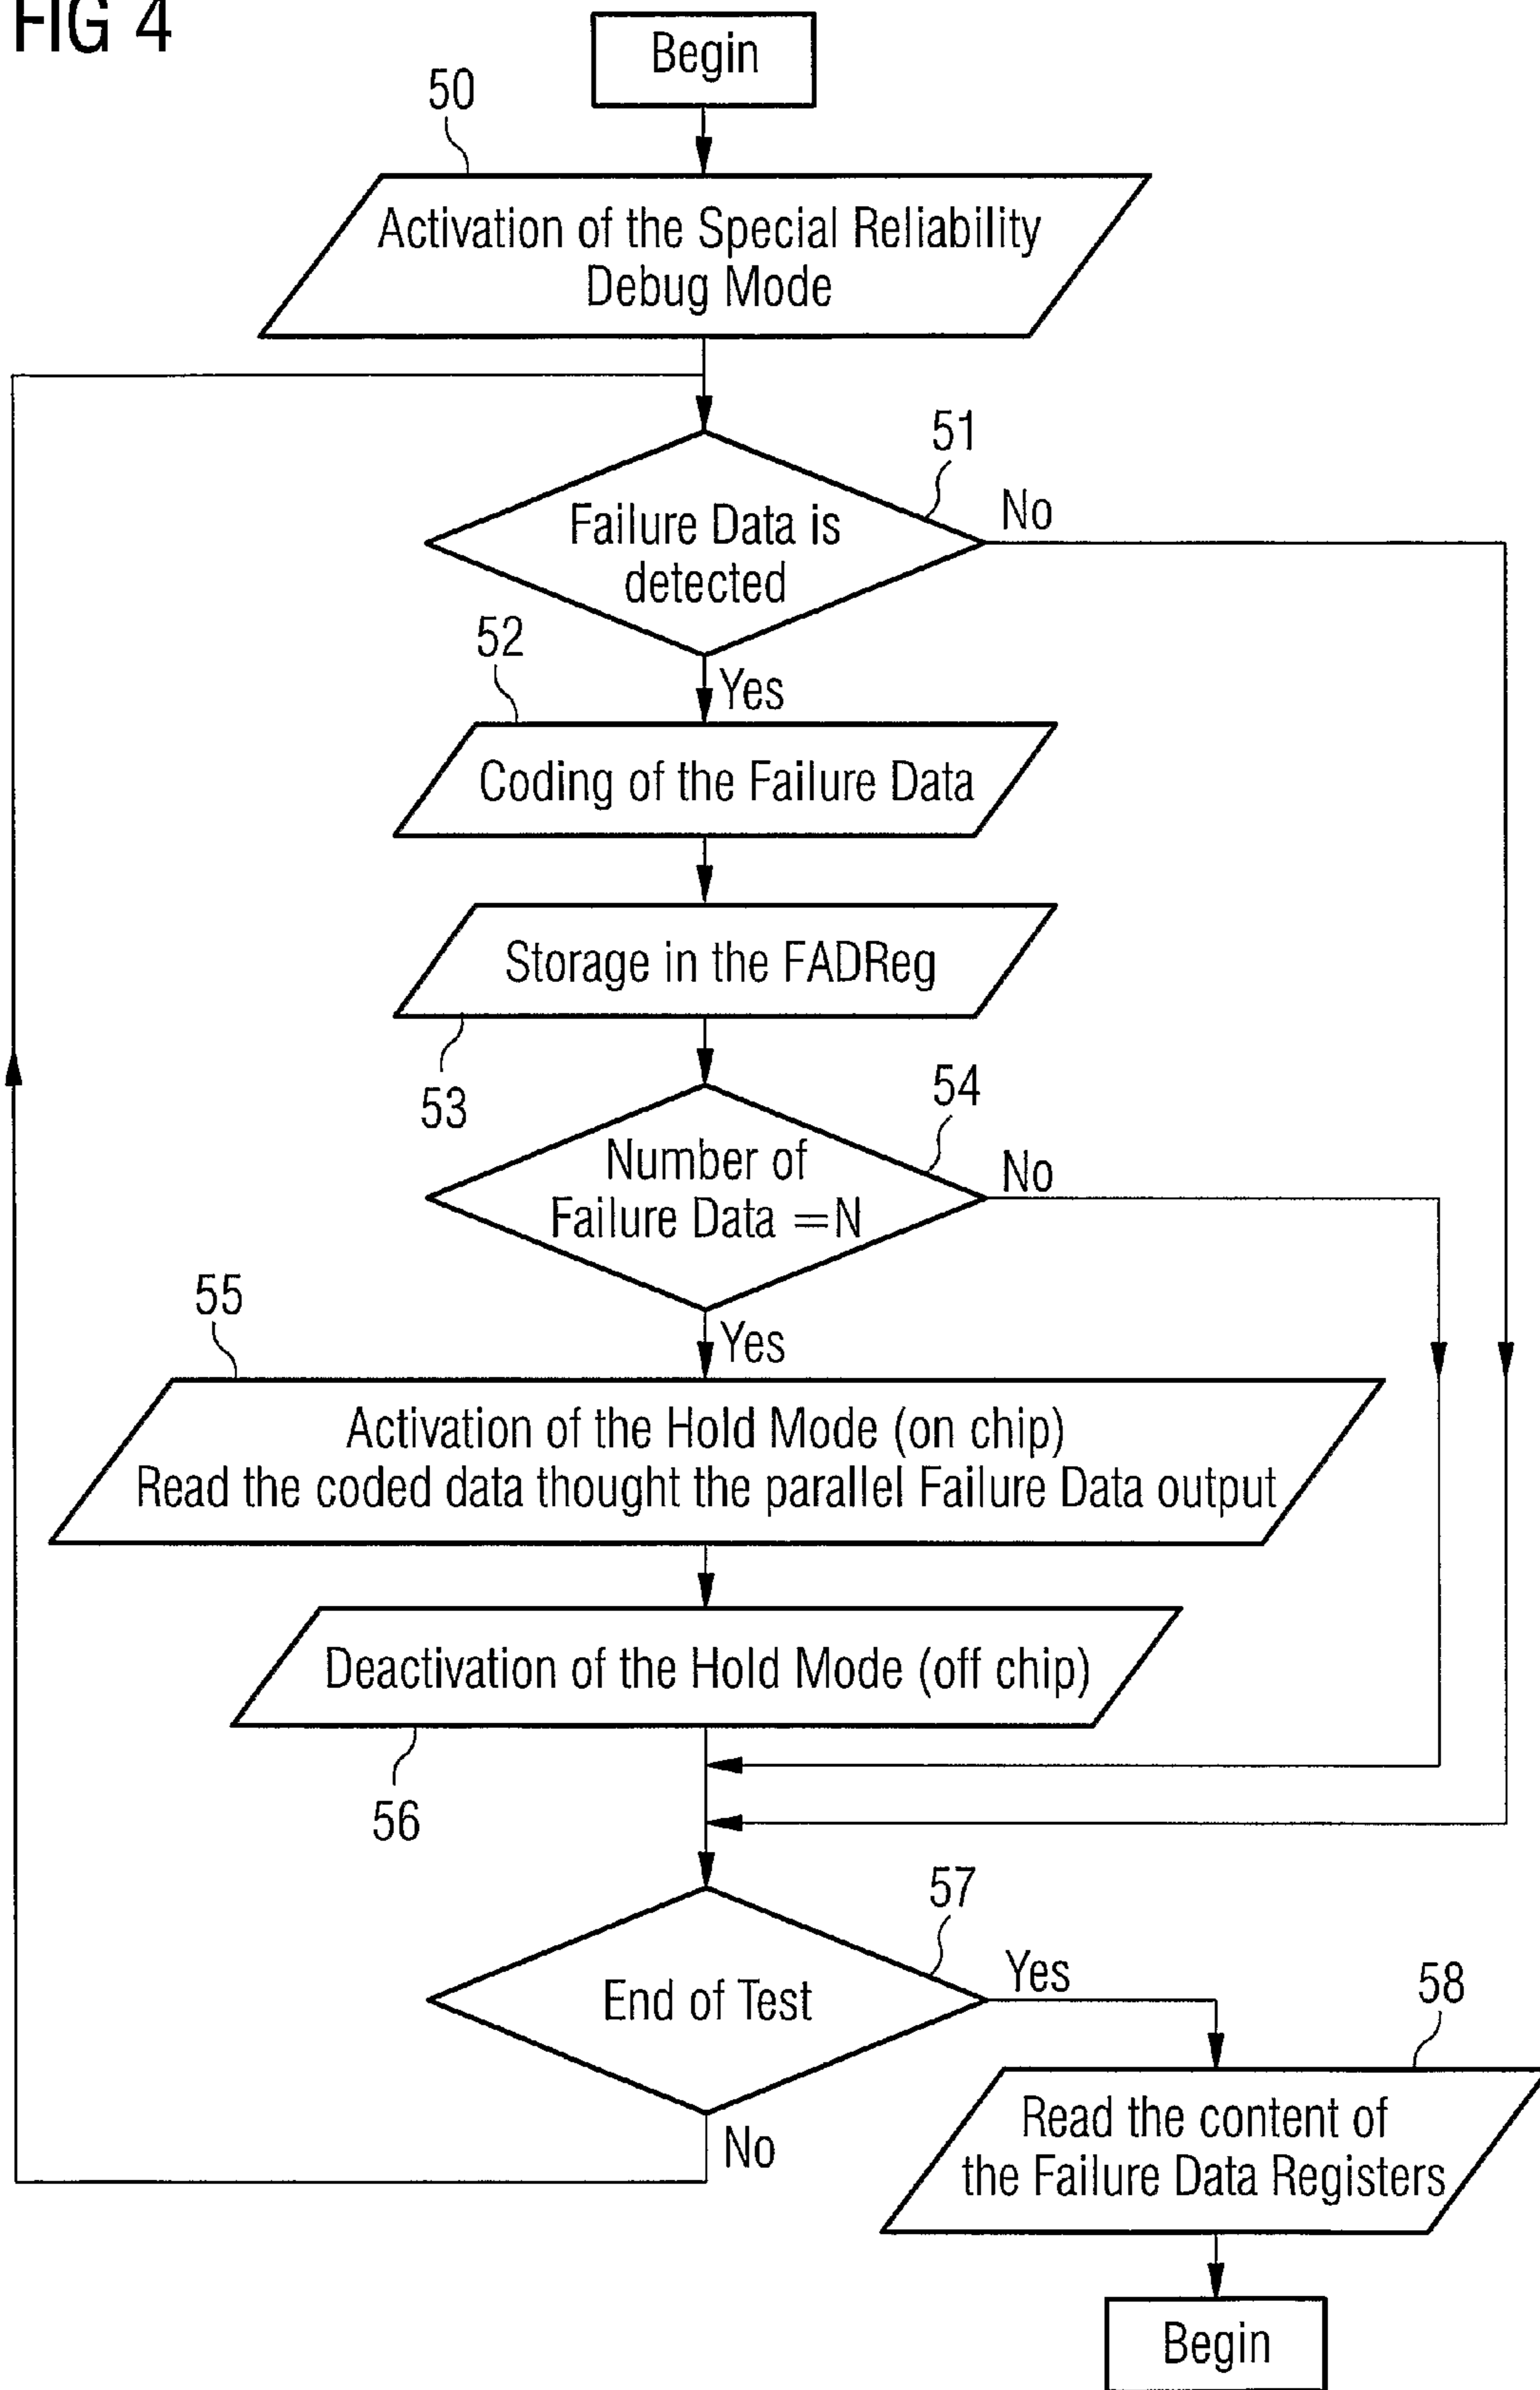 FIG 4
Begin
50
Activation of the Special Reliability
Debug Mode
51
Failure Data is
detected
No
52
Yes
Coding of the Failure Data
Storage in the FADReg
53
54
Number of
Failure Data =N
No
55
Yes
Activation of the Hold Mode (on chip)
Read the coded data thought the parallel Failure Data output
Deactivation of the Hold Mode (off chip)
56
57
End of Test
Yes
58
No
Read the content of
the Failure Data Registers
Begin